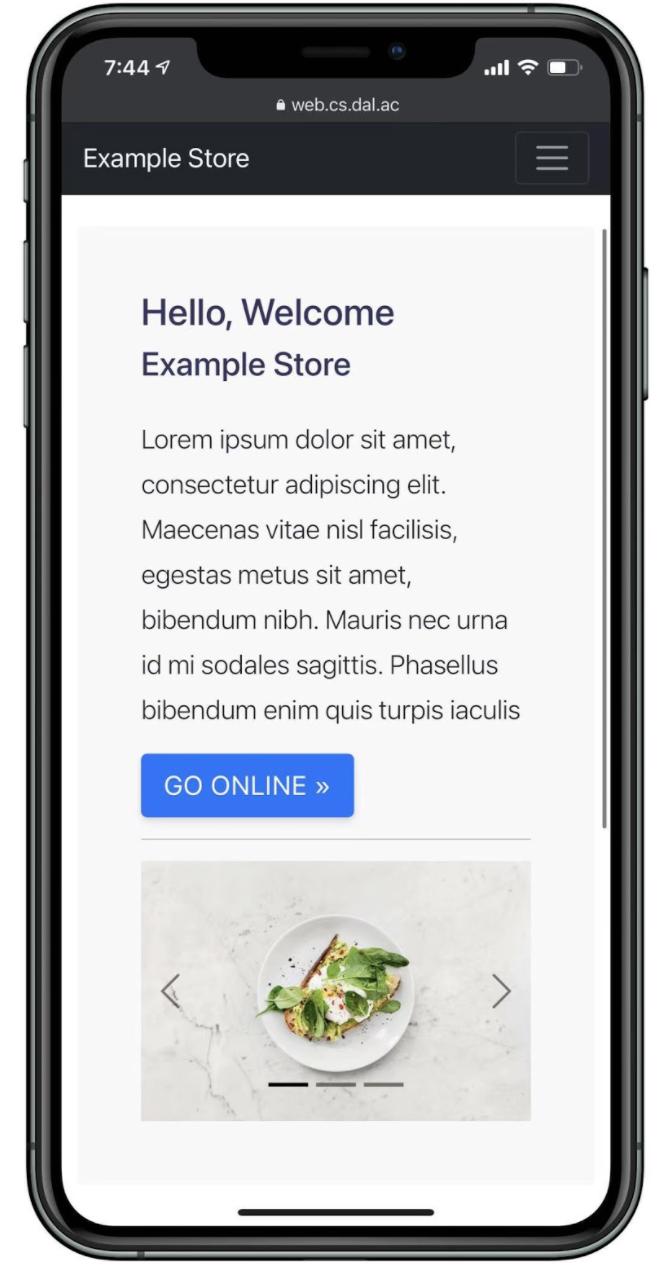 7:44
web.cs.dal.ac
Example Store
Hello, Welcome
Example Store
Lorem ipsum dolor sit amet,
consectetur adipiscing elit.
Maecenas vitae nisl facilisis,
egestas metus sit amet,
bibendum nibh. Mauris nec urna
id mi sodales sagittis. Phasellus
bibendum enim quis turpis iaculis
GO ONLINE »